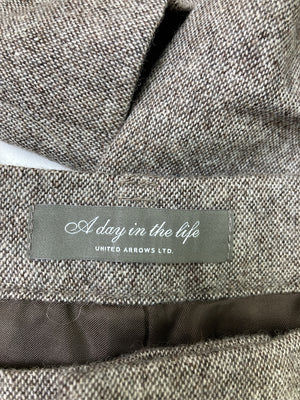 A day in the life
UNITED ARROWS LTD.